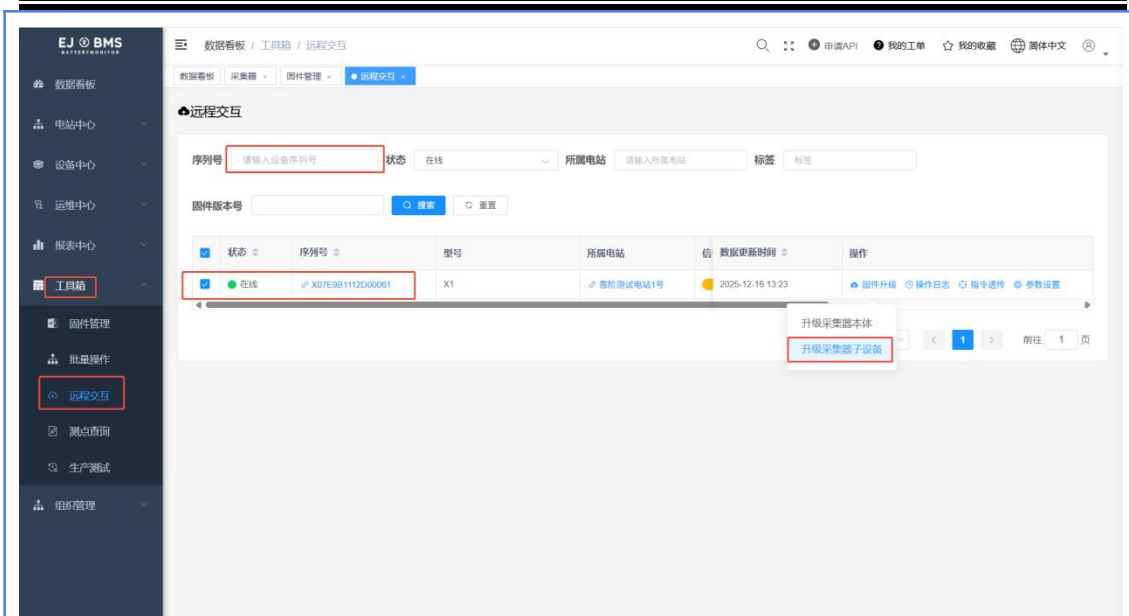 EJ BMS
BATTERYMONITOR
数据看板
电站中心
设备中心
运维中心
报表中心
工具箱
固件管理
批量操作
远程交互
测点查询
生产测试
组织管理
数据看板 / 工具箱 / 远程交互
申请API 我的工单 我的收藏 简体中文
数据看板 采集器 × 固件管理 × 远程交互 ×
远程交互
序列号 请输入设备序列号 状态 在线 所属电站 请输入所属电站 标签 标签
固件版本号 搜索 重置
状态 序列号 型号 所属电站 信 数据更新时间 操作
在线 X07E9B1112D00061 X1 恩阶测试电站1号 2025-12-16 13:23 固件升级 操作日志 指令透传 参数设置
升级采集器本体
升级采集器子设备
1 前往 1 页